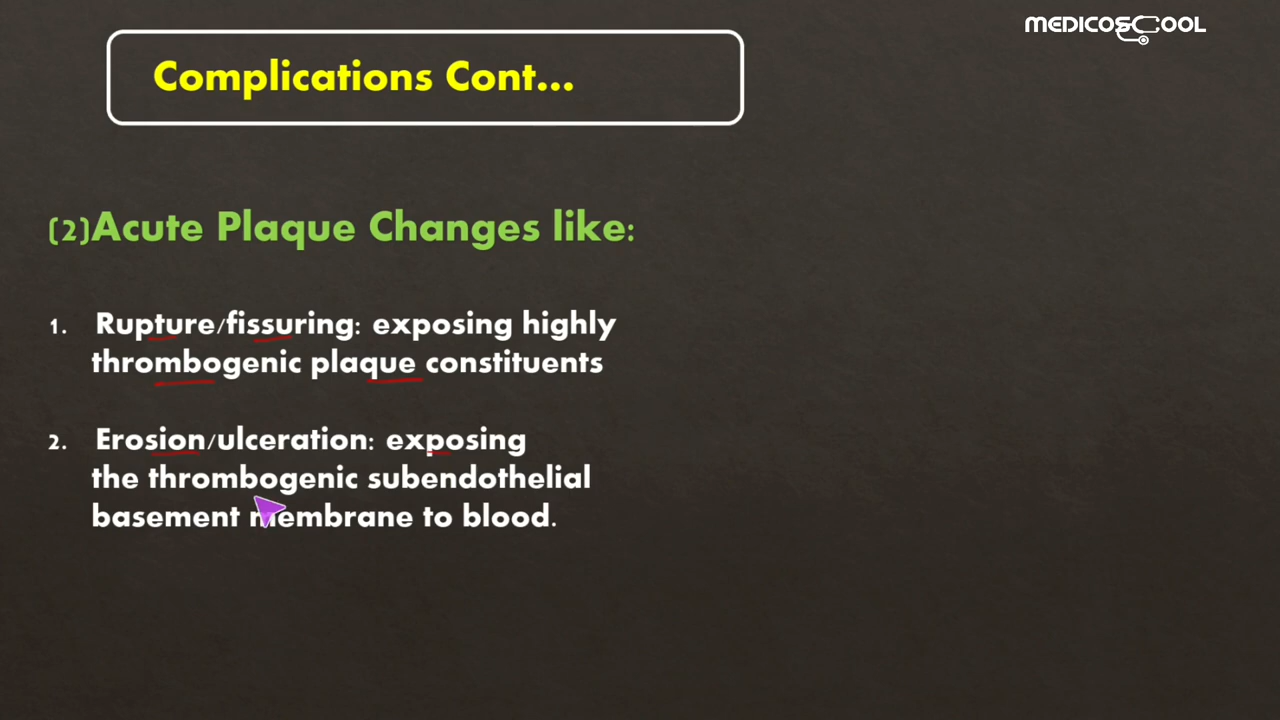 MEDICOSCOOL
Complications Cont...
(2)Acute Plaque Changes like:
1. Rupture/fissuring: exposing highly
thrombogenic plaque constituents
2. Erosion/ulceration: exposing
the thrombogenic subendothelial
basement membrane to blood.